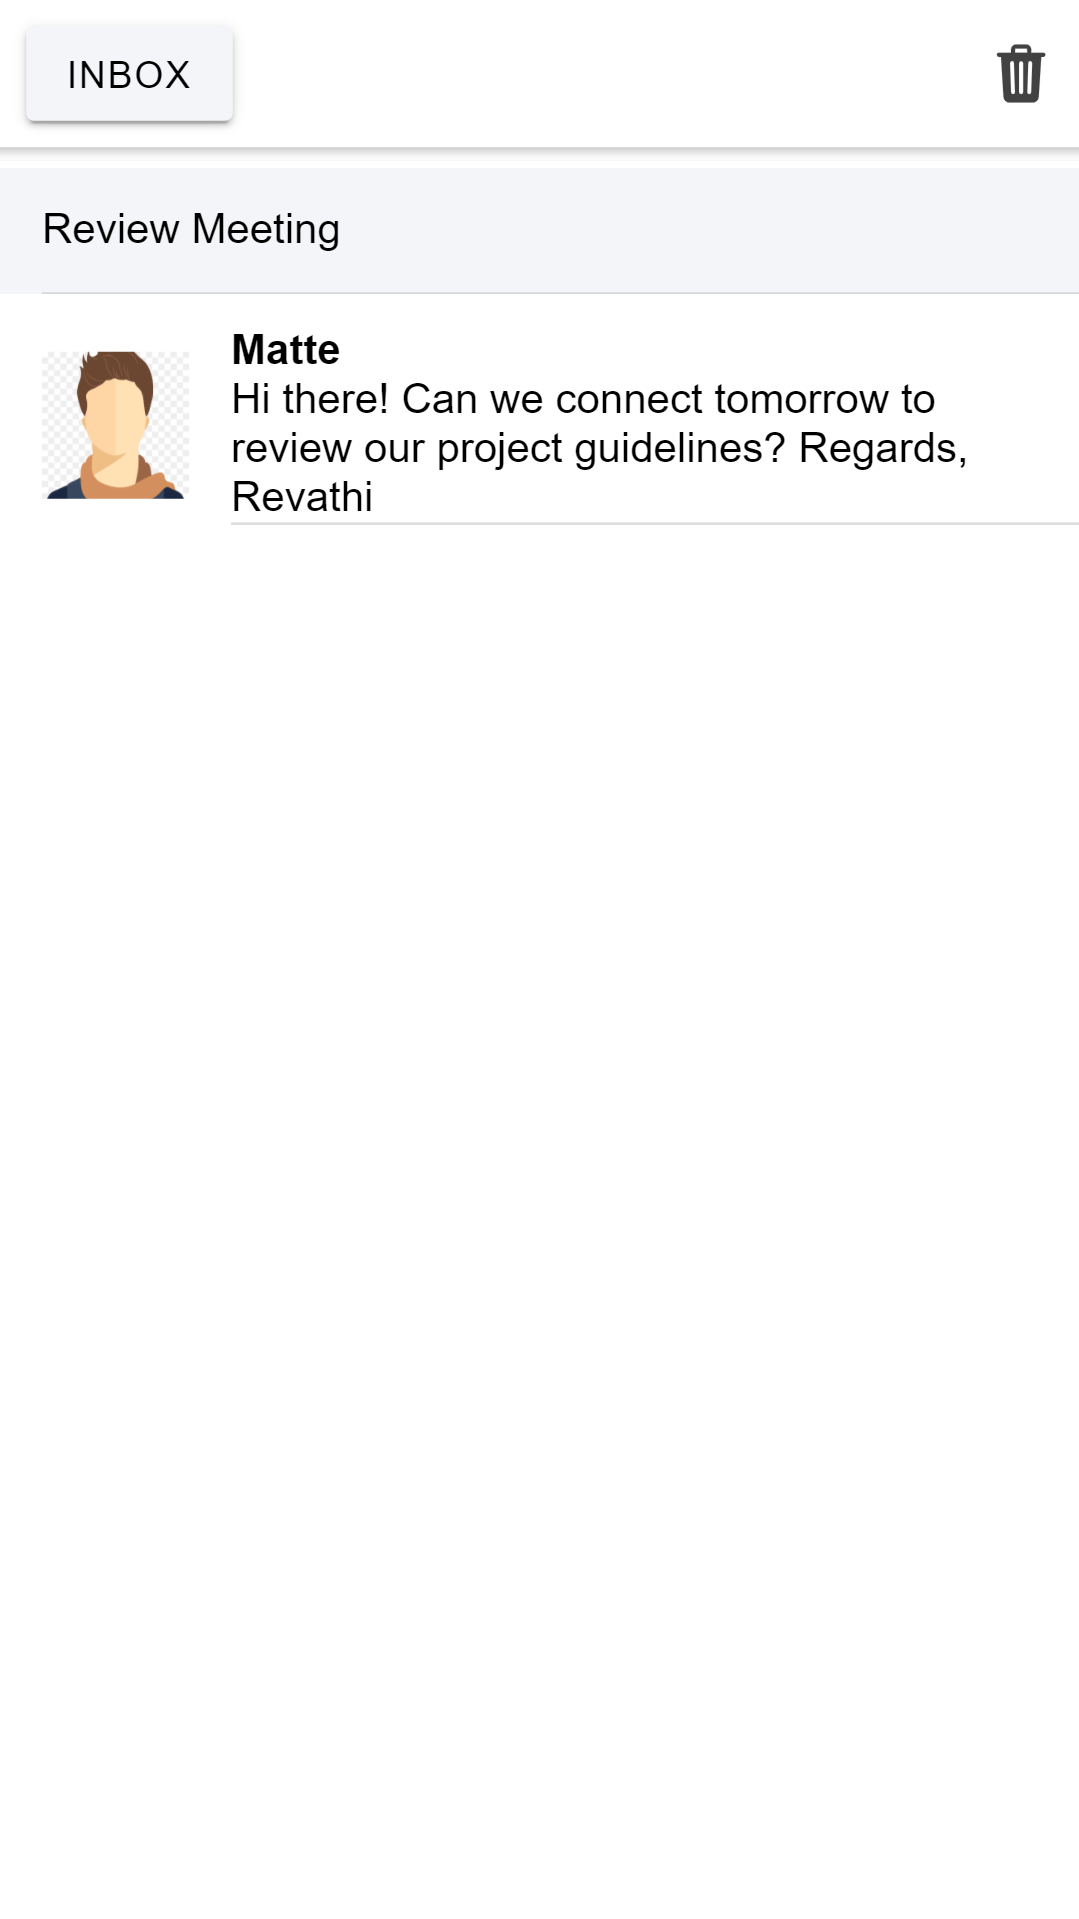 INBOX
Review Meeting
Matte
Hi there! Can we connect tomorrow to
review our project guidelines? Regards,
Revathi